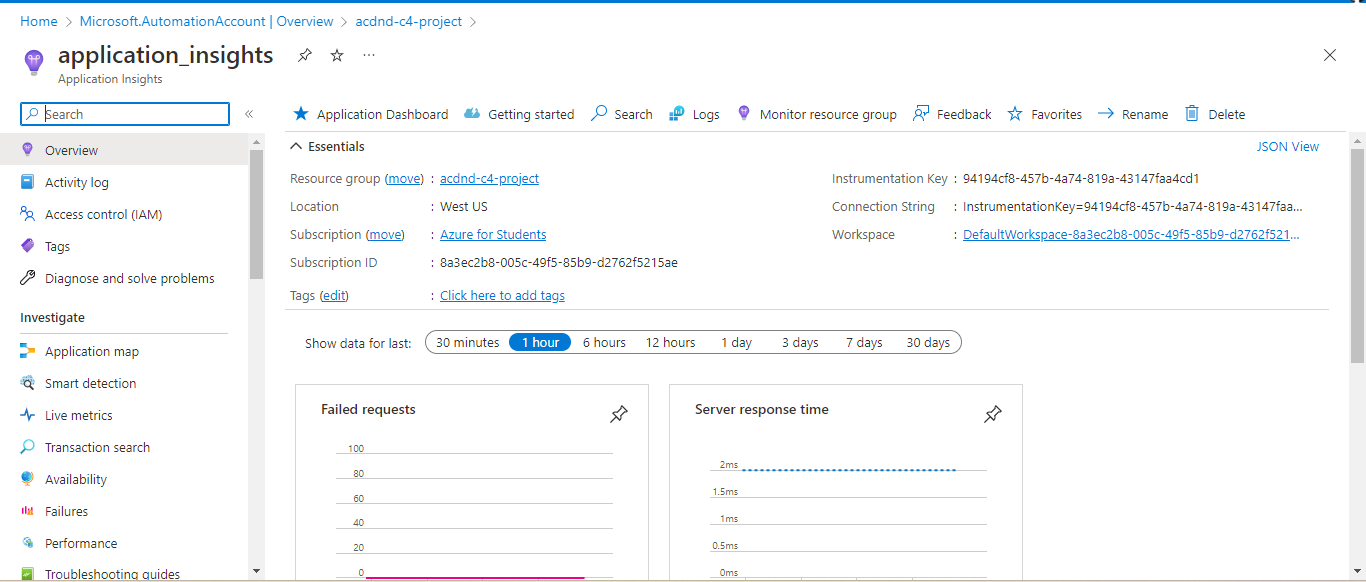 Home > Microsoft.AutomationAccount | Overview > acdnd-c4-project >
application_insights ...
Application Insights
Search «
Application Dashboard Getting started Search Logs Monitor resource group Feedback Favorites Rename Delete
Overview
Activity log
Access control (IAM)
Tags
Diagnose and solve problems
Investigate
Application map
Smart detection
Live metrics
Transaction search
Availability
Failures
Performance
Troubleshooting guides
Essentials JSON View
Resource group (move) : acdnd-c4-project
Location : West US
Subscription (move) : Azure for Students
Subscription ID : 8a3ec2b8-005c-49f5-85b9-d2762f5215ae
Tags (edit) : Click here to add tags
Instrumentation Key : 94194cf8-457b-4a74-819a-43147faa4cd1
Connection String : InstrumentationKey=94194cf8-457b-4a74-819a-43147faa...
Workspace : DefaultWorkspace-8a3ec2b8-005c-49f5-85b9-d2762f521...
Show data for last: 30 minutes 1 hour 6 hours 12 hours 1 day 3 days 7 days 30 days
Failed requests
100
80
60
40
20
0
Server response time
2ms
1.5ms
1ms
0.5ms
0ms